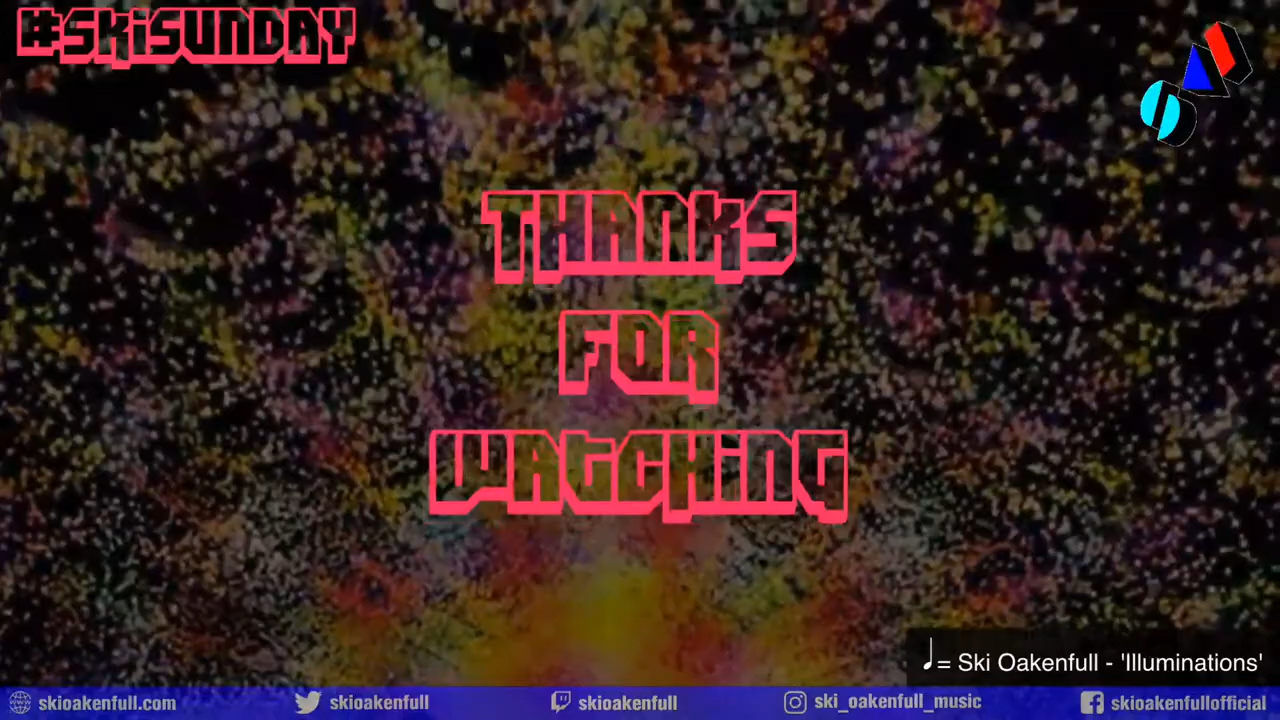 #SKISUNDAY
THANKS
FOR
WATCHING
♩= Ski Oakenfull - 'Illuminations'
skioakenfull.com
skioakenfull
skioakenfull
ski_oakenfull_music
skioakenfullofficial